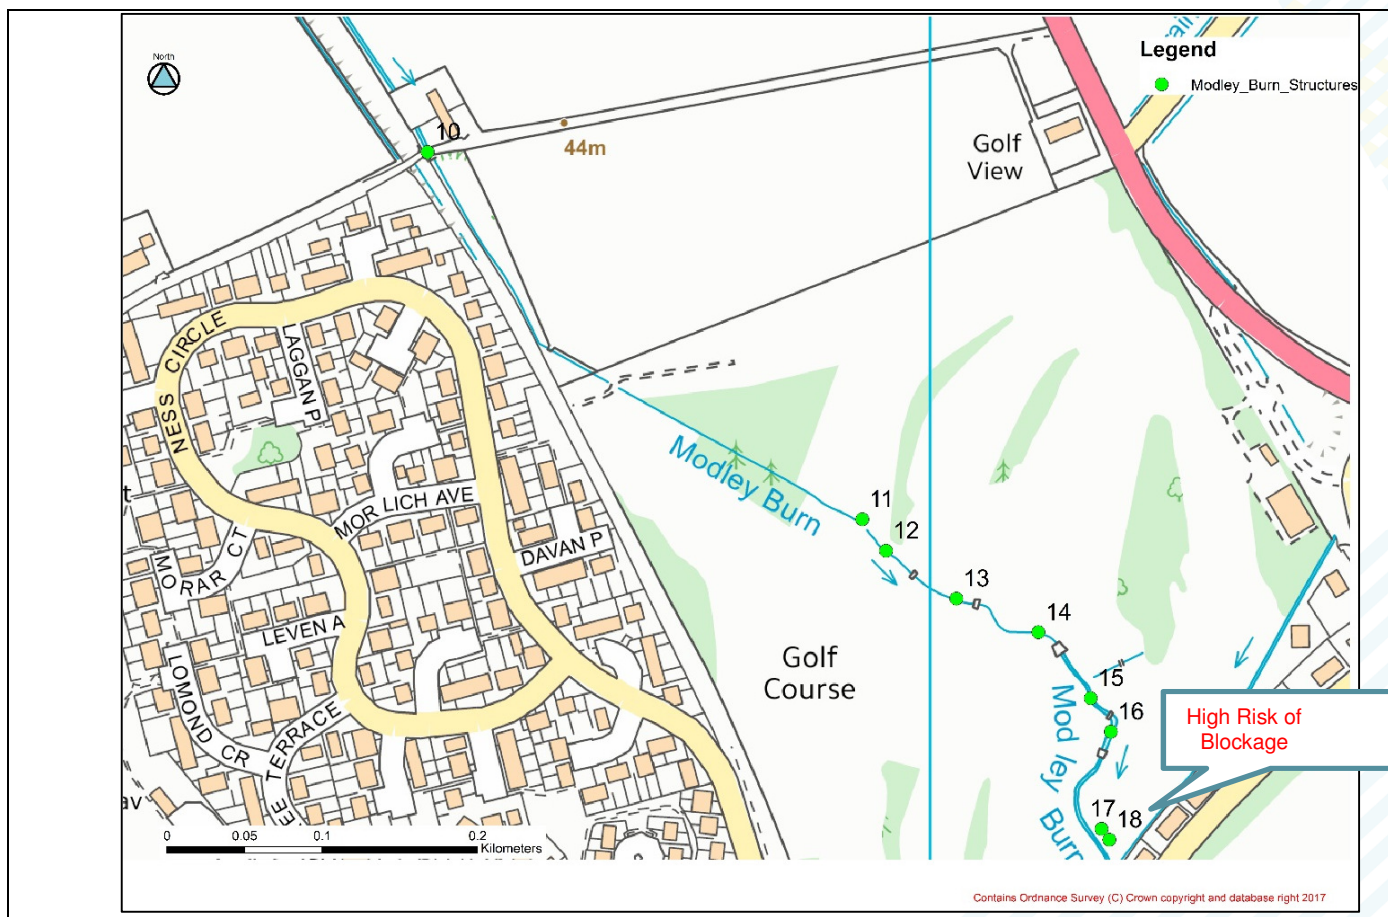 North
Legend
Modley_Burn_Structures
10
44m
Golf
View
NESS CIRCLE
LAGGAN P
Modley Burn
11
12
MOR LICH AVE
DAVAN P
MORAR CT
13
14
LEVEN A
Golf
Course
15
16
LOMOND CR
TERRACE
Mod ley Burn
High Risk of
Blockage
17
18
av
EE
0 0.05 0.1 0.2
Kilometers
Contains Ordnance Survey (C) Crown copyright and database right 2017